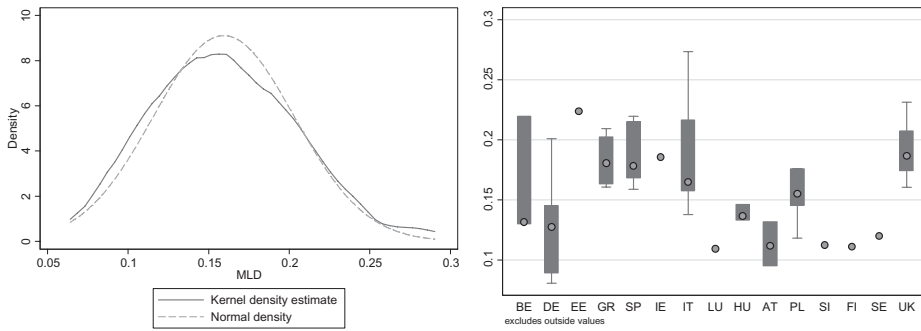 10
8
6
4
2
0
Density
0.05 0.1 0.15 0.2 0.25 0.3
MLD
Kernel density estimate
Normal density
0.3
0.25
0.2
0.15
0.1
BE DE EE GR SP IE IT LU HU AT PL SI FI SE UK
excludes outside values